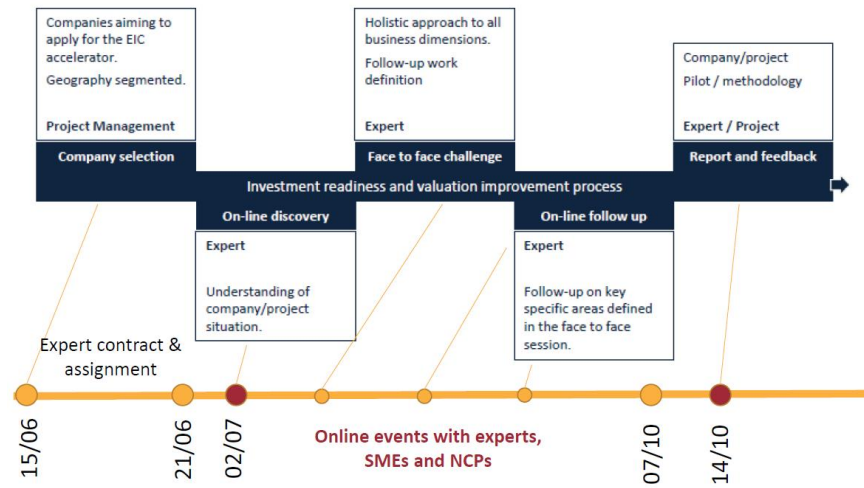 Companies aiming to
apply for the EIC
accelerator.
Geography segmented.
Project Management
Company selection
Holistic approach to all
business dimensions.
Follow-up work
definition
Expert
Face to face challenge
Company/project
Pilot / methodology
Expert / Project
Report and feedback
Investment readiness and valuation improvement process
On-line discovery
Expert
Understanding of
company/project
situation.
On-line follow up
Expert
Follow-up on key
specific areas defined
in the face to face
session.
Expert contract &
assignment
15/06
21/06
02/07
Online events with experts,
SMEs and NCPs
07/10
14/10